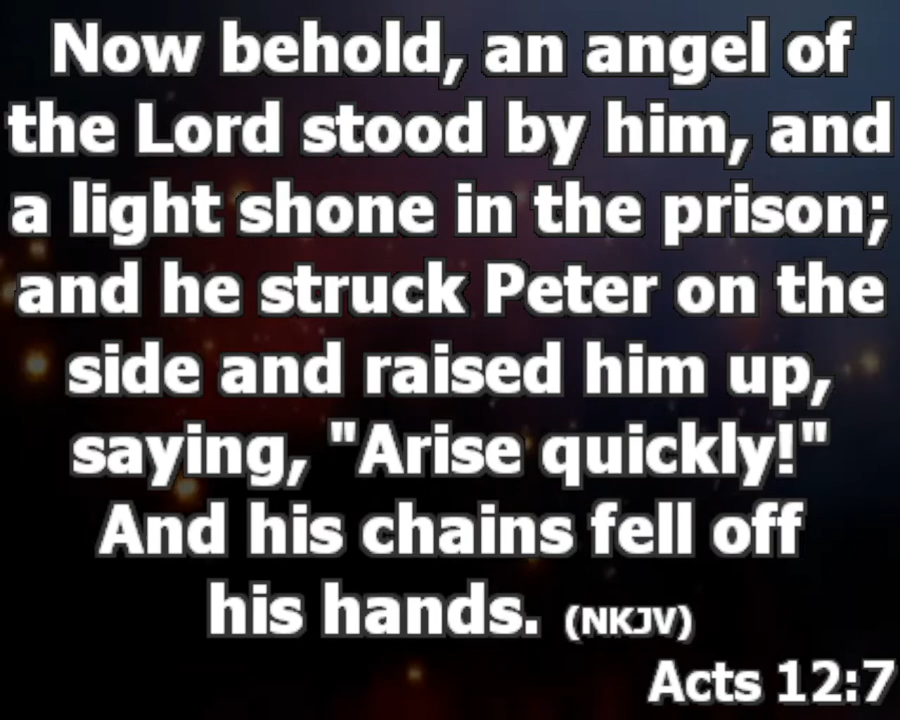 Now behold, an angel of
the Lord stood by him, and
a light shone in the prison;
and he struck Peter on the
side and raised him up,
saying, "Arise quickly!"
And his chains fell off
his hands. (NKJV)
Acts 12:7